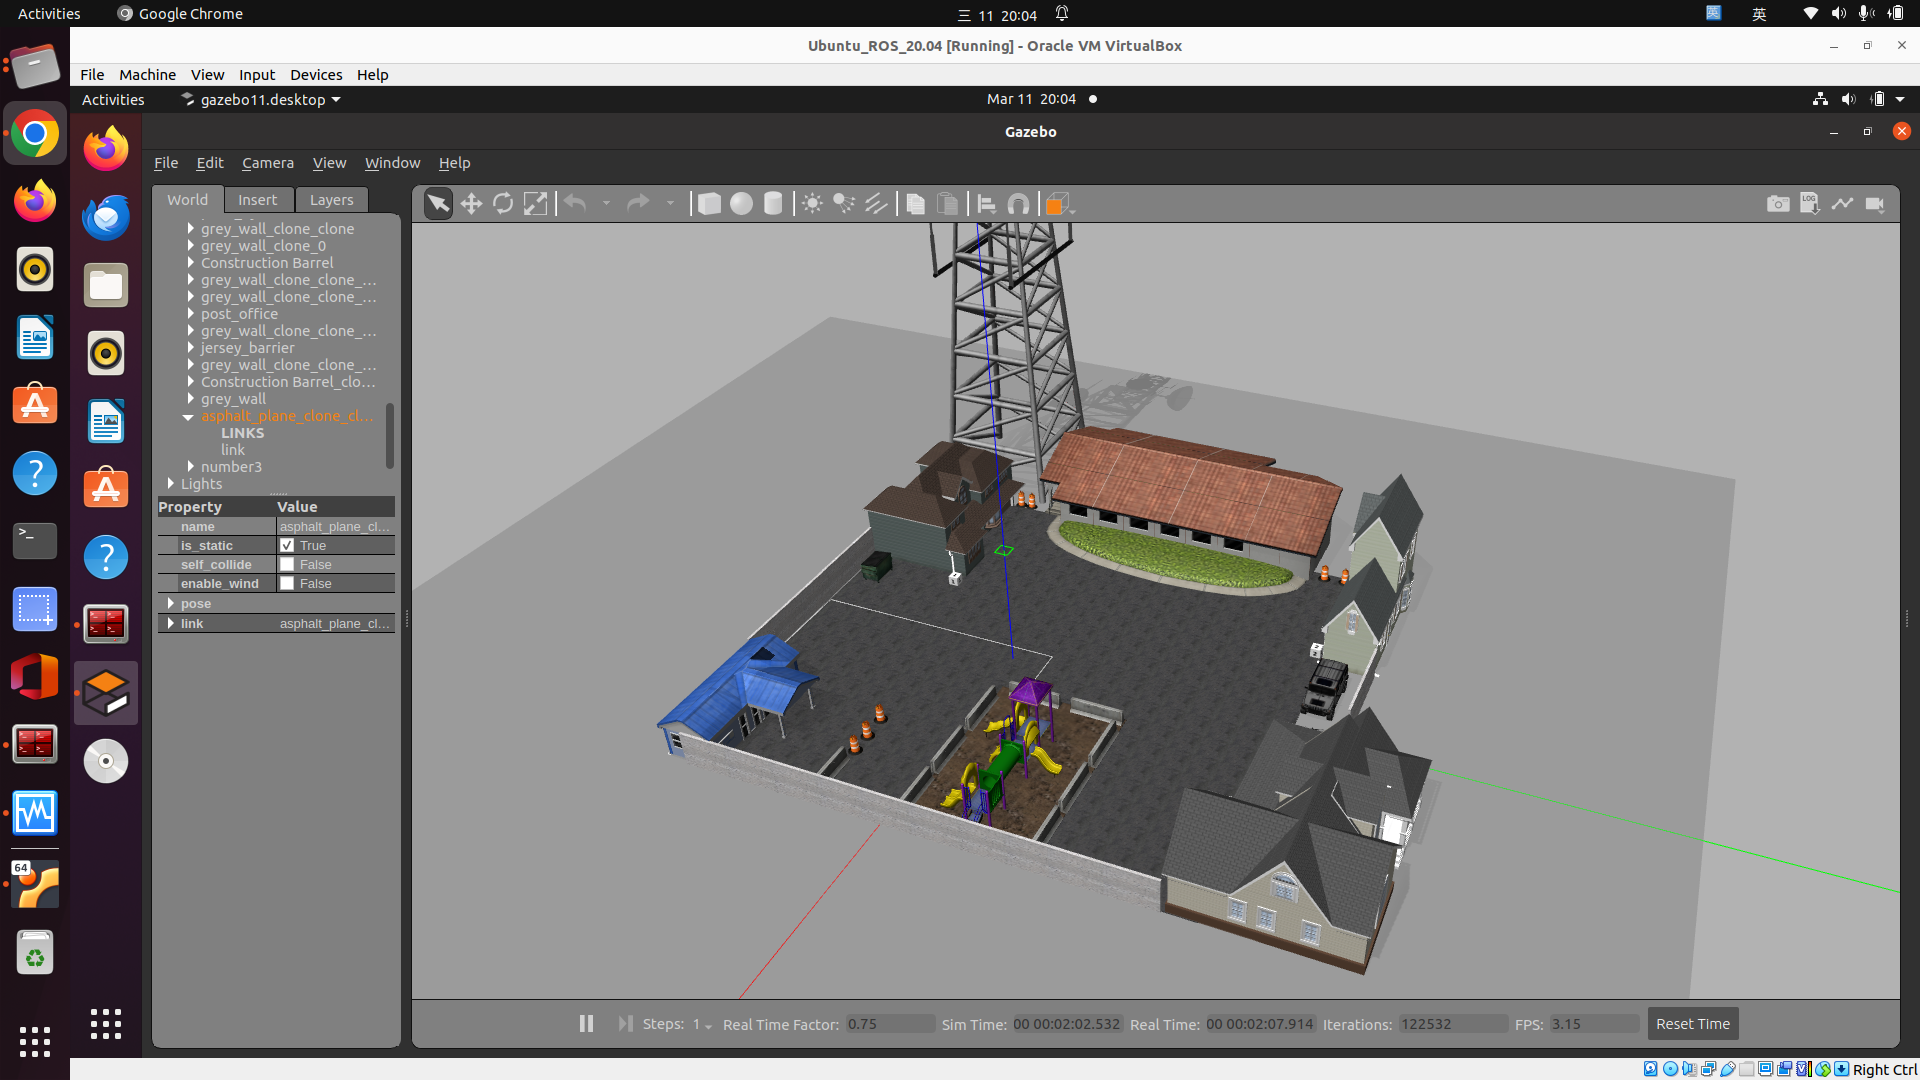 Activities Google Chrome 三 11 20:04 英 英
Ubuntu_ROS_20.04 [Running] - Oracle VM VirtualBox
File Machine View Input Devices Help
Activities gazebo11.desktop Mar 11 20:04
Gazebo
File Edit Camera View Window Help
World Insert Layers
LOG
grey_wall_clone_clone
grey_wall_clone_0
Construction Barrel
grey_wall_clone_clone_...
grey_wall_clone_clone_...
post_office
grey_wall_clone_clone_...
jersey_barrier
grey_wall_clone_clone_...
Construction Barrel_clo...
grey_wall
asphalt_plane_clone_cl...
LINKS
link
number3
Lights
Property Value
name asphalt_plane_cl...
is_static True
self_collide False
enable_wind False
pose
link asphalt_plane_cl...
64
Steps: 1 Real Time Factor: 0.75 Sim Time: 00 00:02:02.532 Real Time: 00 00:02:07.914 Iterations: 122532 FPS: 3.15 Reset Time
Right Ctrl